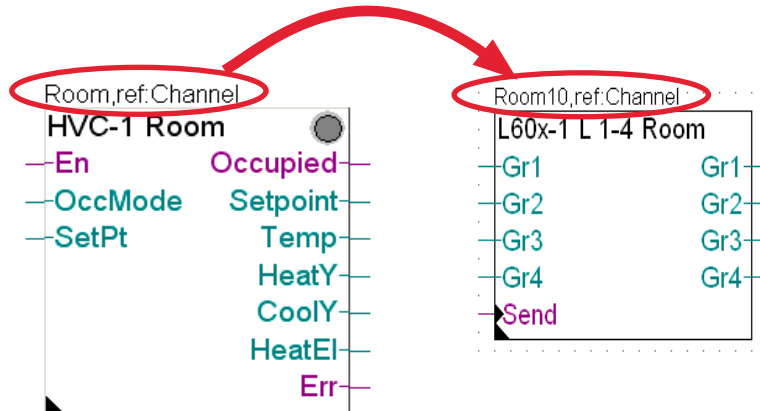 Room,ref:Channel
HVC-1 Room
En Occupied
OccMode Setpoint
SetPt Temp
HeatY
CoolY
HeatEl
Err
Room10,ref:Channel
L60x-1 L 1-4 Room
Gr1 Gr1
Gr2 Gr2
Gr3 Gr3
Gr4 Gr4
Send